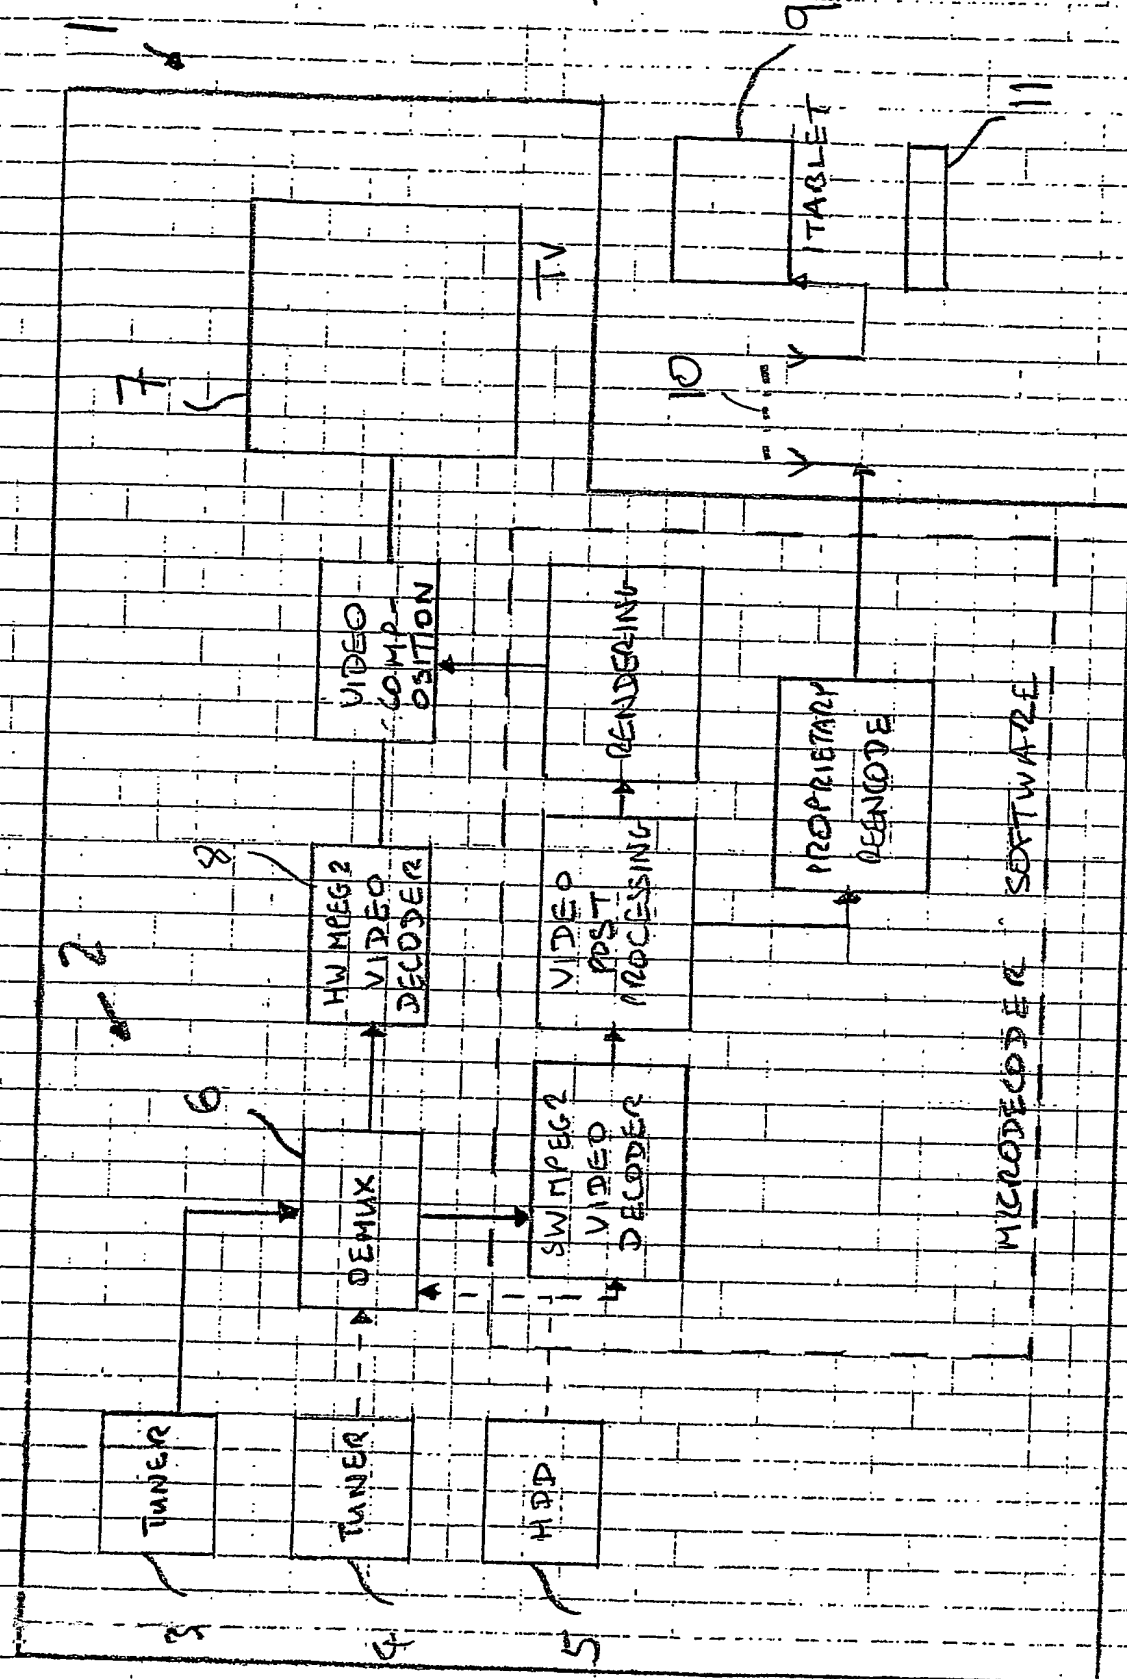 1
2
3
TUNER
4
TUNER
5
HDD
6
DEMUX
8
HW MPEG2
VIDEO
DECODER
VIDEO
COMP-
OSITION
7
TV
SW MPEG2
VIDEO
DECODER
VIDEO
POST
PROCESSING
RENDERING
PROPRIETARY
REENCODE
MICRODECODER SOFTWARE
10
9
ITABLET
11